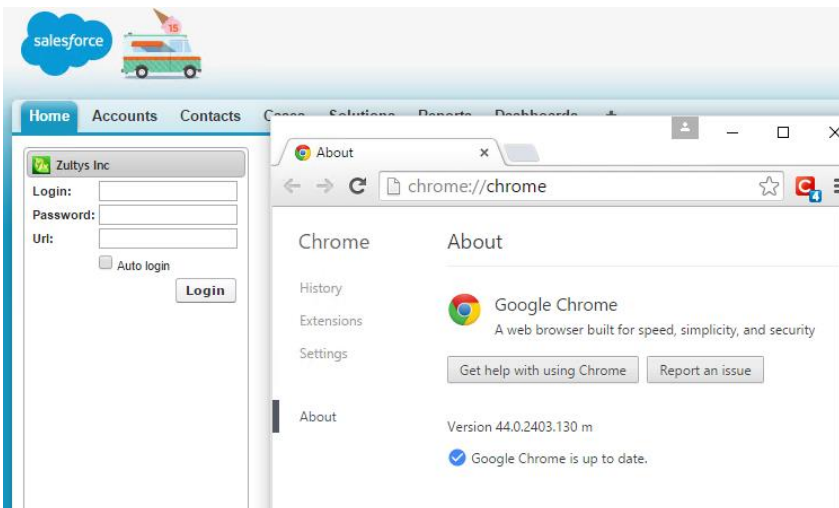 salesforce
15
Home Accounts Contacts
Zultys Inc
Login:
Password:
Url:
Auto login
Login
About
chrome://chrome
4
Chrome
About
History
Extensions
Settings
About
Google Chrome
A web browser built for speed, simplicity, and security
Get help with using Chrome Report an issue
Version 44.0.2403.130 m
Google Chrome is up to date.